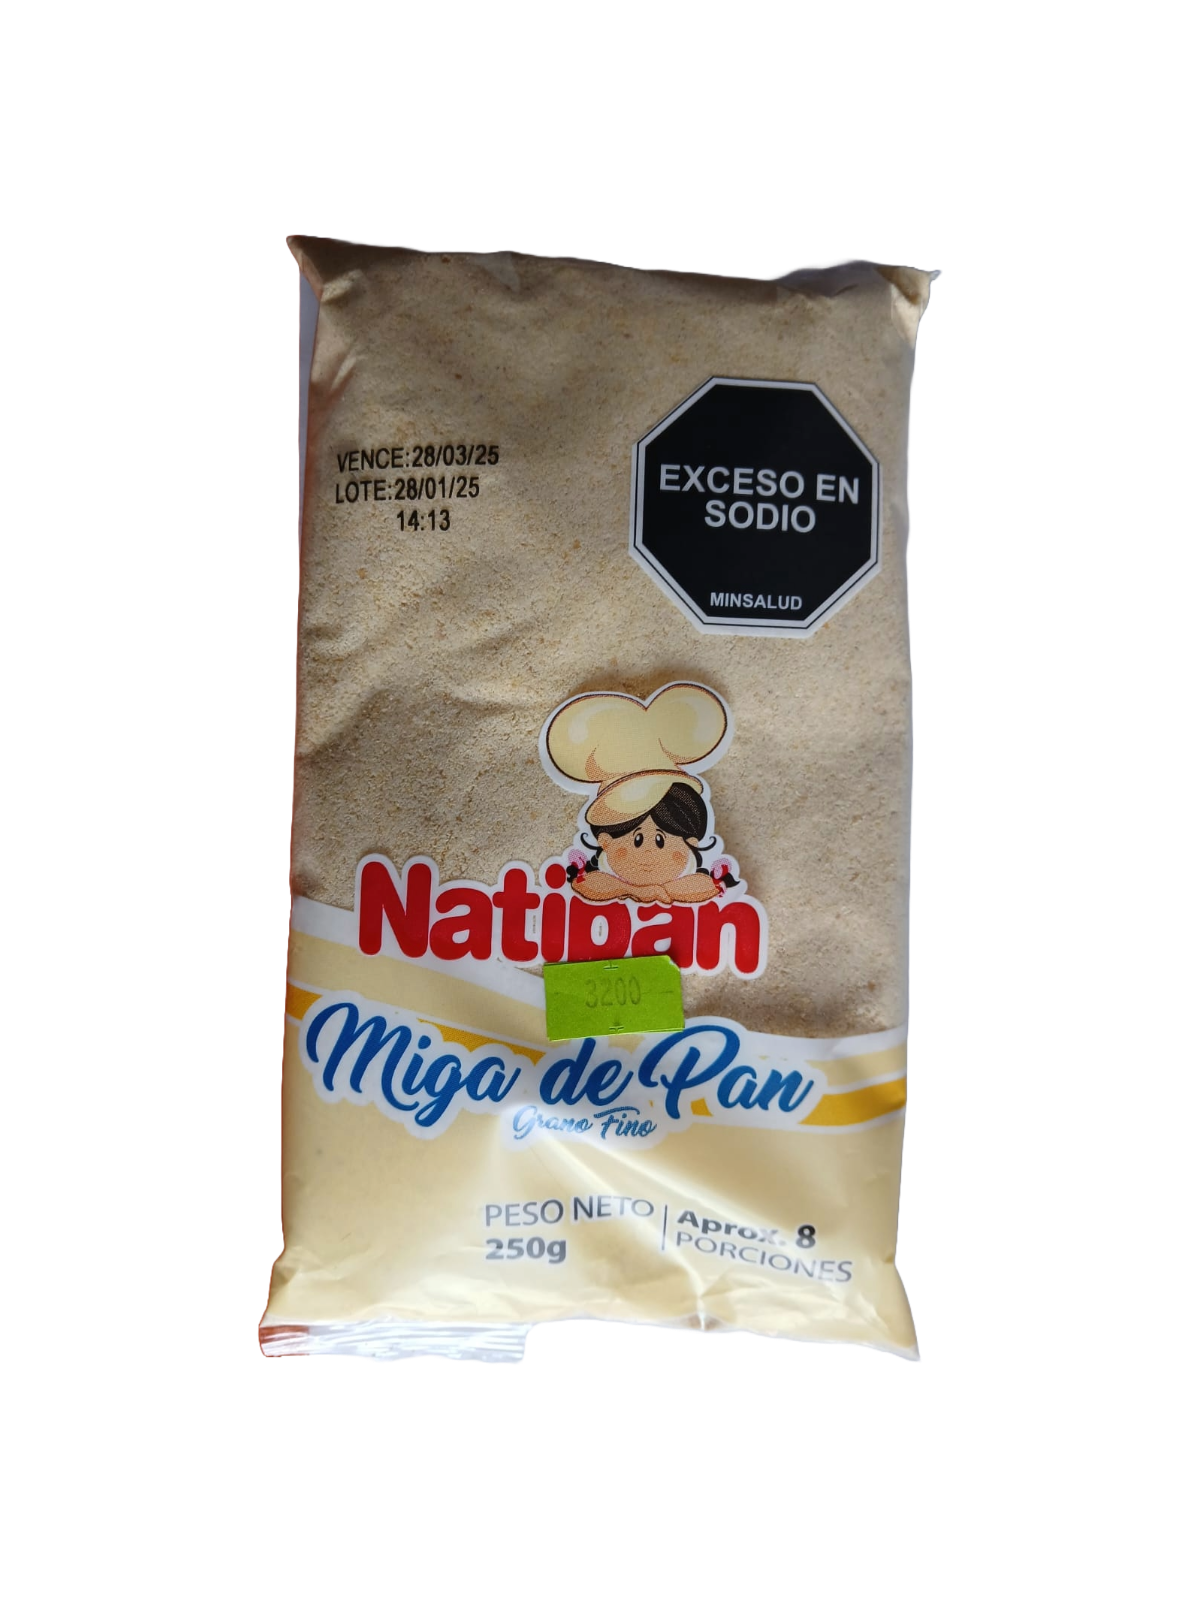 VENCE:28/03/25
LOTE:28/01/25
14:13
EXCESO EN
SODIO
MINSALUD
Natipan
3200
Miga de Pan
Grano Fino
PESO NETO
250g
Aprox. 8
PORCIONES